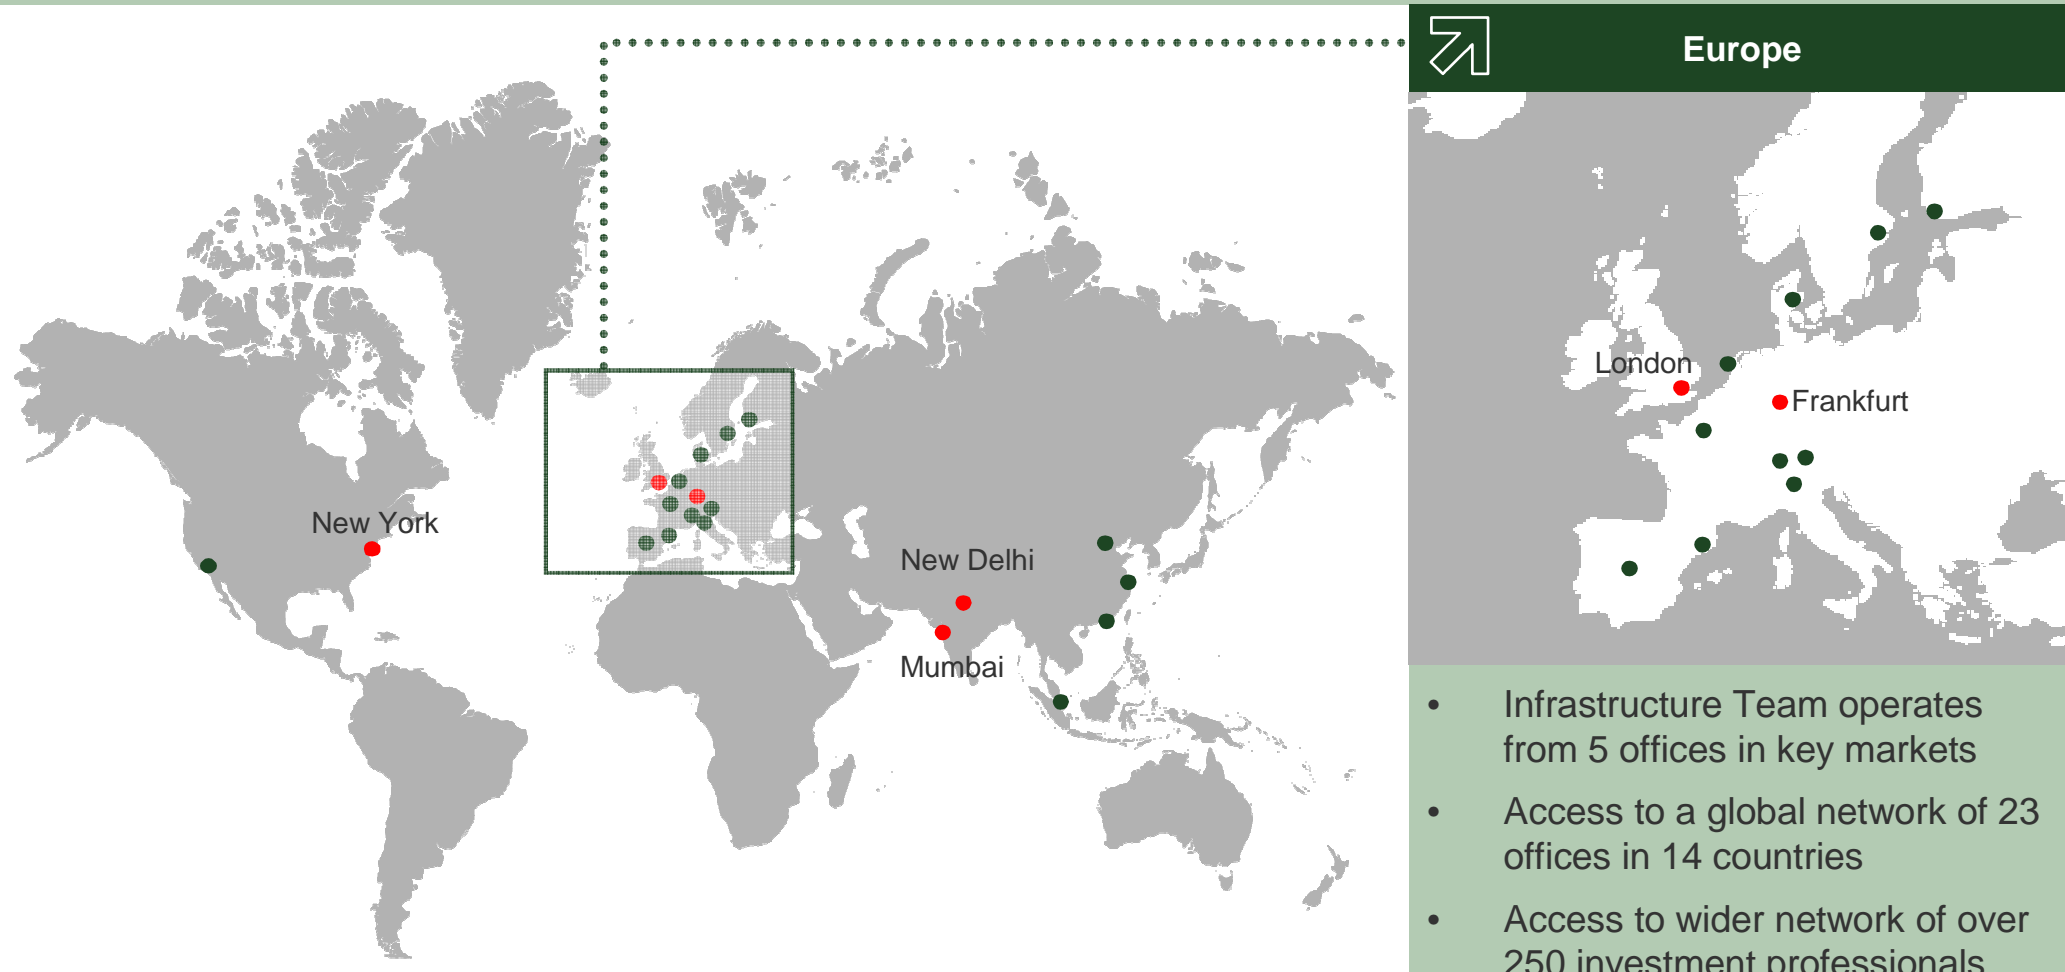 Europe
New York
New Delhi
Mumbai
London
Frankfurt
• Infrastructure Team operates
from 5 offices in key markets
• Access to a global network of 23
offices in 14 countries
• Access to wider network of over
250 investment professionals